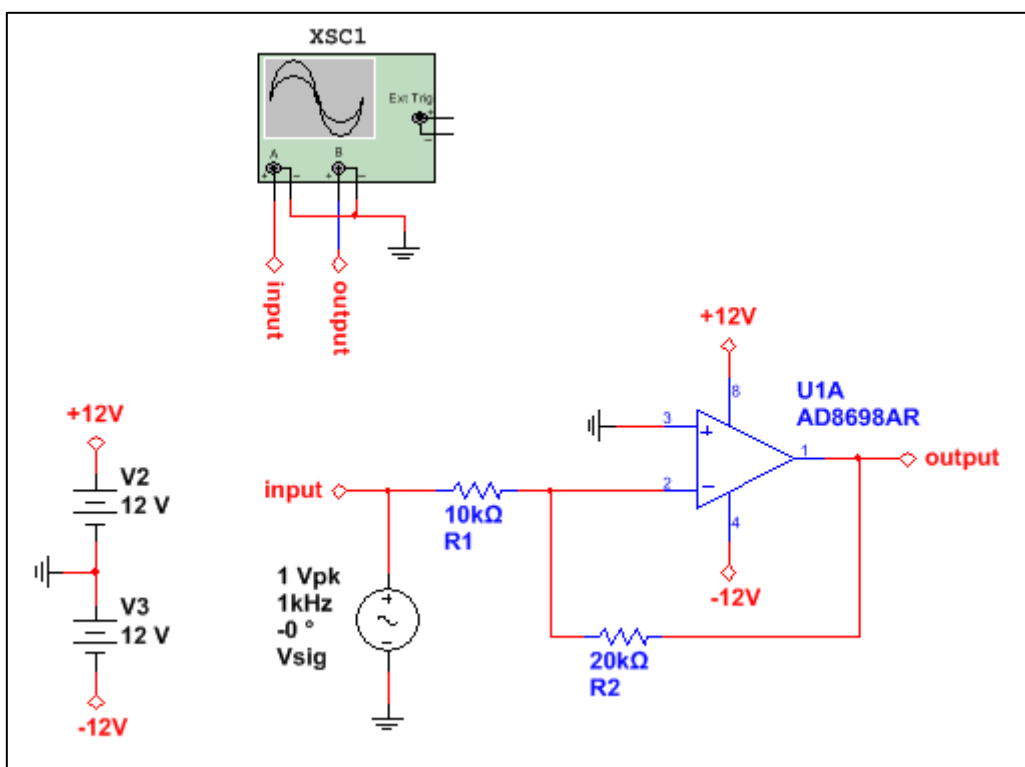 XSC1
Ext Trig
+
−
A
B
+
−
+
−
input
output
+12V
V2
12 V
V3
12 V
-12V
input
10kΩ
R1
1 Vpk
1kHz
-0 °
Vsig
+
−
+12V
8
U1A
AD8698AR
3
+
1
output
2
−
4
-12V
20kΩ
R2